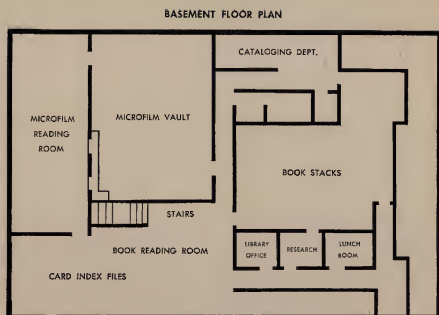 BASEMENT FLOOR PLAN
CATALOGING DEPT.
MICROFILM
READING
ROOM
MICROFILM VAULT
BOOK STACKS
STAIRS
BOOK READING ROOM
LIBRARY
OFFICE
RESEARCH
LUNCH
ROOM
CARD INDEX FILES